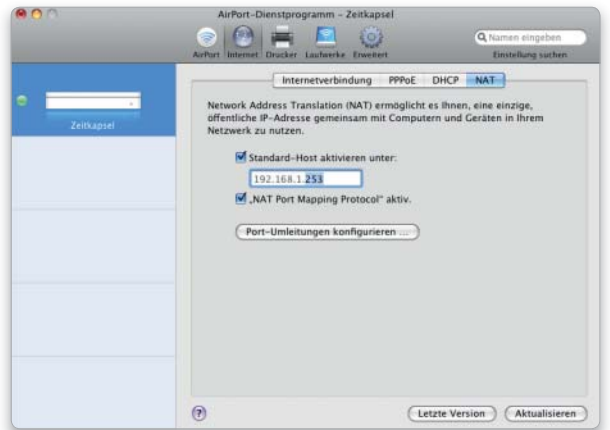 AirPort-Dienstprogramm – Zeitkapsel
AirPort Internet Drucker Laufwerke Erweitert
Namen eingeben
Einstellung suchen
Zeitkapsel
Internetverbindung PPPoE DHCP NAT
Network Address Translation (NAT) ermöglicht es Ihnen, eine einzige,
öffentliche IP-Adresse gemeinsam mit Computern und Geräten in Ihrem
Netzwerk zu nutzen.
Standard-Host aktivieren unter:
192.168.1.253
„NAT Port Mapping Protocol“ aktiv.
Port-Umleitungen konfigurieren ...
?
Letzte Version Aktualisieren